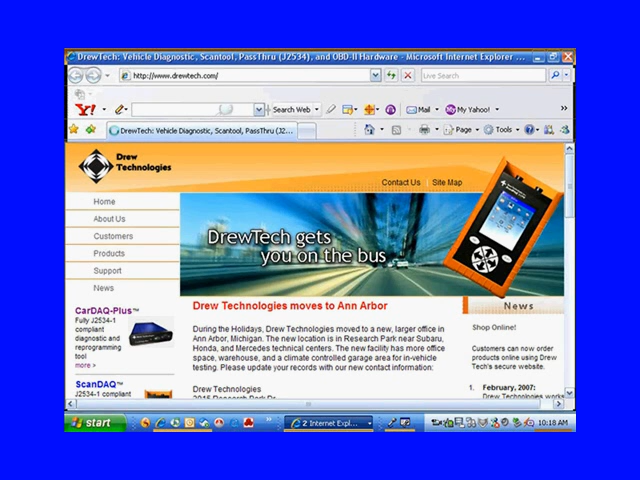 DrewTech: Vehicle Diagnostic, Scantool, PassThru (J2534), and OBD-II Hardware - Microsoft Internet Explorer ...
http://www.drewtech.com/
Live Search
Y!
Search Web
Mail
My Yahoo!
DrewTech: Vehicle Diagnostic, Scantool, PassThru (J2...
Page
Tools
Drew
Technologies
Contact Us
Site Map
Home
About Us
Customers
Products
Support
News
DrewTech gets
you on the bus
CarDAQ-Plus™
Fully J2534-1
compliant
diagnostic and
reprogramming
tool
more >
ScanDAQ™
J2534-1 compliant
Drew Technologies moves to Ann Arbor
During the Holidays, Drew Technologies moved to a new, larger office in
Ann Arbor, Michigan. The new location is in Research Park near Subaru,
Honda, and Mercedes technical centers. The new facility has more office
space, warehouse, and a climate controlled garage area for in-vehicle
testing. Please update your records with our new contact information:
Drew Technologies
News
Shop Online!
Customers can now order
products online using Drew
Tech's secure website.
1. February, 2007:
Drew Technologies works
start
2 Internet Expl...
10:18 AM